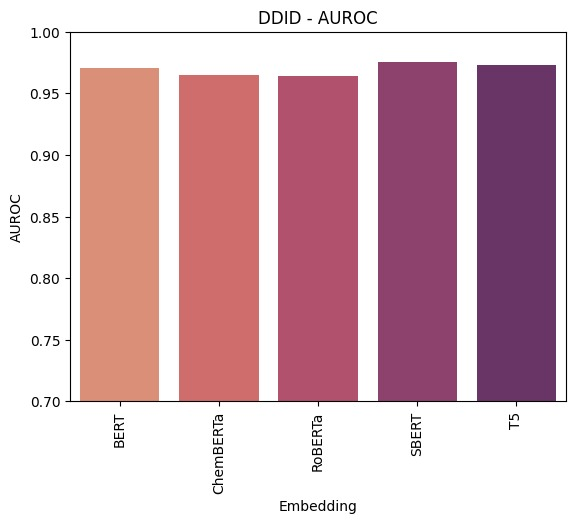 DDID - AUROC
AUROC
1.00
0.95
0.90
0.85
0.80
0.75
0.70
BERT
ChemBERTa
RoBERTa
SBERT
T5
Embedding